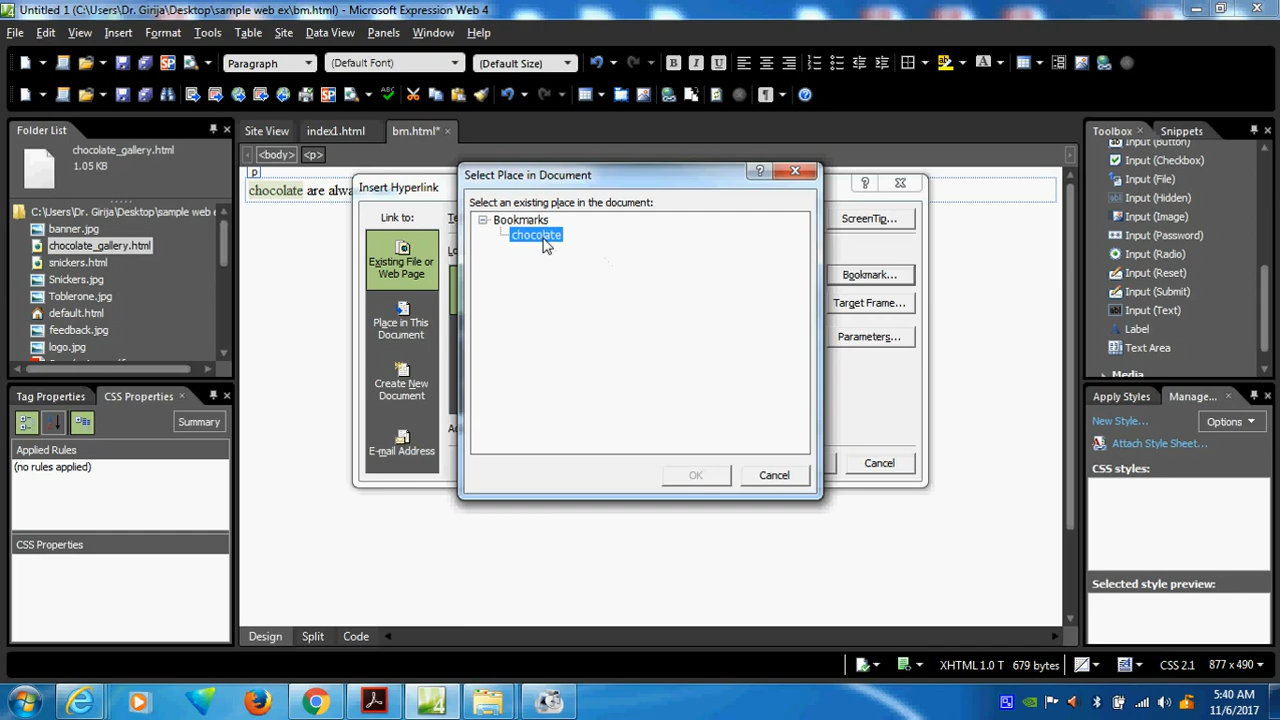 Untitled 1 (C:\Users\Dr. Girija\Desktop\sample web ex\bm.html) - Microsoft Expression Web 4
File Edit View Insert Format Tools Table Site Data View Panels Window Help
Paragraph (Default Font) (Default Size)
Folder List
chocolate_gallery.html
1.05 KB
C:\Users\Dr. Girija\Desktop\sample web e
banner.jpg
chocolate_gallery.html
snickers.html
Snickers.jpg
Toblerone.jpg
default.html
feedback.jpg
logo.jpg
Site View index1.html bm.html*
<body> <p>
p
chocolate are alwa
Insert Hyperlink
Link to:
Existing File or
Web Page
Place in This
Document
Create New
Document
E-mail Address
ScreenTip...
Bookmark...
Target Frame...
Parameters...
Cancel
Select Place in Document
Select an existing place in the document:
Bookmarks
chocolate
OK Cancel
Toolbox Snippets
Input (Button)
Input (Checkbox)
Input (File)
Input (Hidden)
Input (Image)
Input (Password)
Input (Radio)
Input (Reset)
Input (Submit)
Input (Text)
Label
Text Area
Media
Tag Properties CSS Properties
Summary
Applied Rules
(no rules applied)
CSS Properties
Apply Styles Manage...
New Style... Options
Attach Style Sheet...
CSS styles:
Selected style preview:
Design Split Code
XHTML 1.0 T 679 bytes CSS 2.1 877 x 490
5:40 AM
11/6/2017